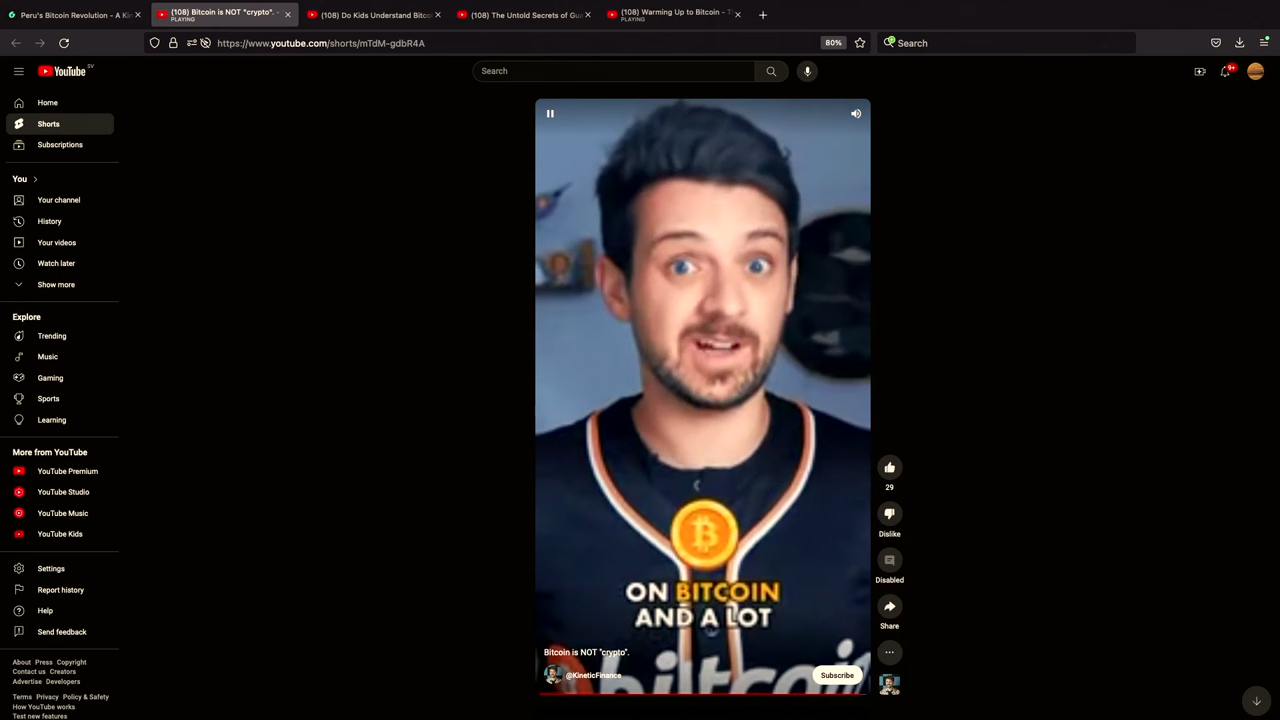 Peru's Bitcoin Revolution - A Ki
(108) Bitcoin is NOT "crypto". -
PLAYING
(108) Do Kids Understand Bitco
(108) The Untold Secrets of Gu
(108) Warming Up to Bitcoin - T
PLAYING
https://www.youtube.com/shorts/mTdM-gdbR4A
80%
Search
YouTube SV
Search
9+
Home
Shorts
Subscriptions
You
Your channel
History
Your videos
Watch later
Show more
Explore
Trending
Music
Gaming
Sports
Learning
More from YouTube
YouTube Premium
YouTube Studio
YouTube Music
YouTube Kids
Settings
Report history
Help
Send feedback
About Press Copyright
Contact us Creators
Advertise Developers
Terms Privacy Policy & Safety
How YouTube works
Test new features
ON BITCOIN
AND A LOT
Bitcoin is NOT "crypto".
@KineticFinance
Subscribe
bitcoin
29
Dislike
Disabled
Share